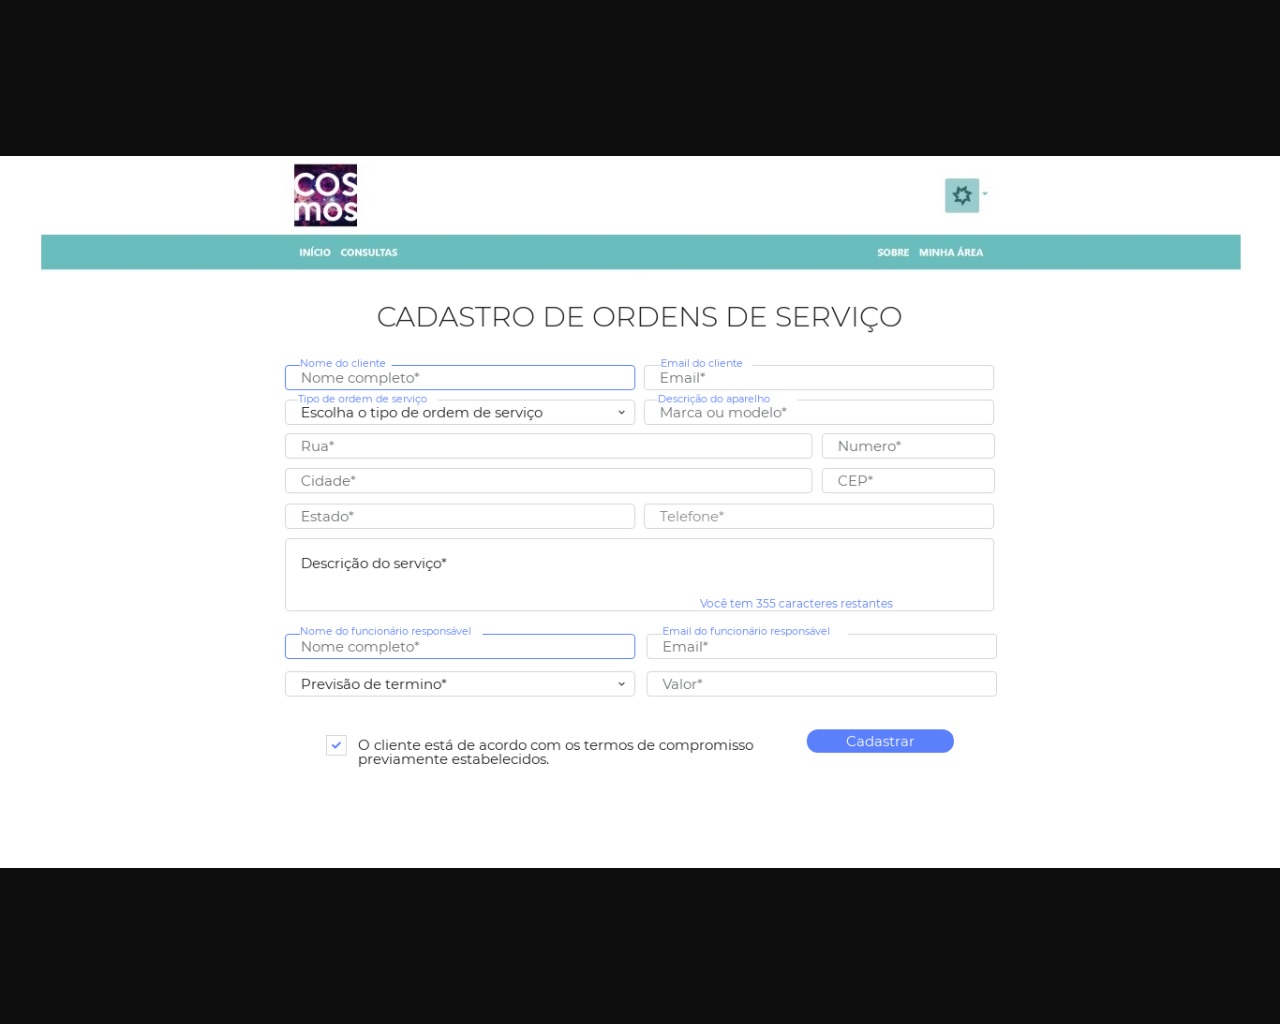 COS
mos
INÍCIO CONSULTAS SOBRE MINHA ÁREA
CADASTRO DE ORDENS DE SERVIÇO
Nome do cliente Email do cliente
Nome completo* Email*
Tipo de ordem de serviço Descrição do aparelho
Escolha o tipo de ordem de serviço Marca ou modelo*
Rua* Numero*
Cidade* CEP*
Estado* Telefone*
Descrição do serviço*
Você tem 355 caracteres restantes
Nome do funcionário responsável Email do funcionário responsável
Nome completo* Email*
Previsão de termino* Valor*
O cliente está de acordo com os termos de compromisso
previamente estabelecidos.
Cadastrar